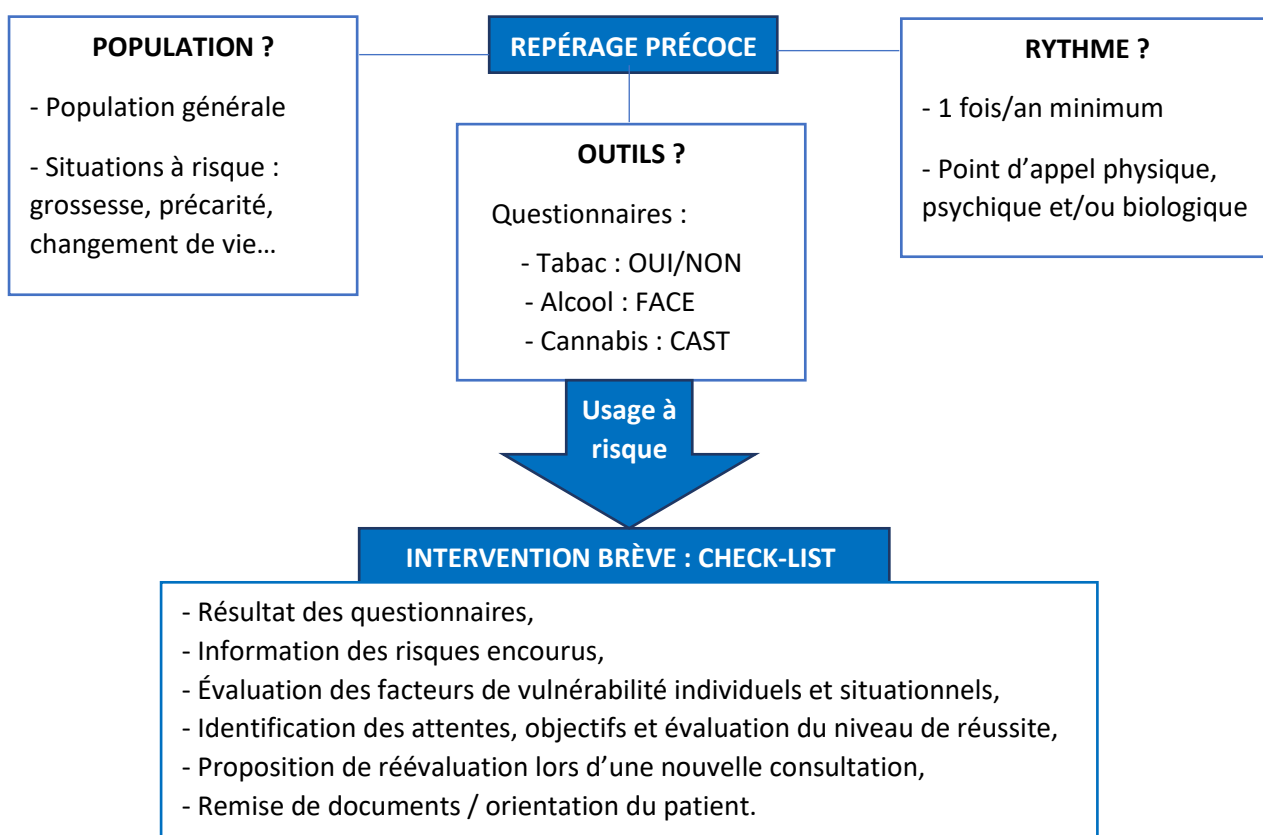 REPÉRAGE PRÉCOCE
POPULATION ?
- Population générale
- Situations à risque :
grossesse, précarité,
changement de vie…
OUTILS ?
Questionnaires :
- Tabac : OUI/NON
- Alcool : FACE
- Cannabis : CAST
RYTHME ?
- 1 fois/an minimum
- Point d’appel physique,
psychique et/ou biologique
Usage à
risque
INTERVENTION BRÈVE : CHECK-LIST
- Résultat des questionnaires,
- Information des risques encourus,
- Évaluation des facteurs de vulnérabilité individuels et situationnels,
- Identification des attentes, objectifs et évaluation du niveau de réussite,
- Proposition de réévaluation lors d’une nouvelle consultation,
- Remise de documents / orientation du patient.